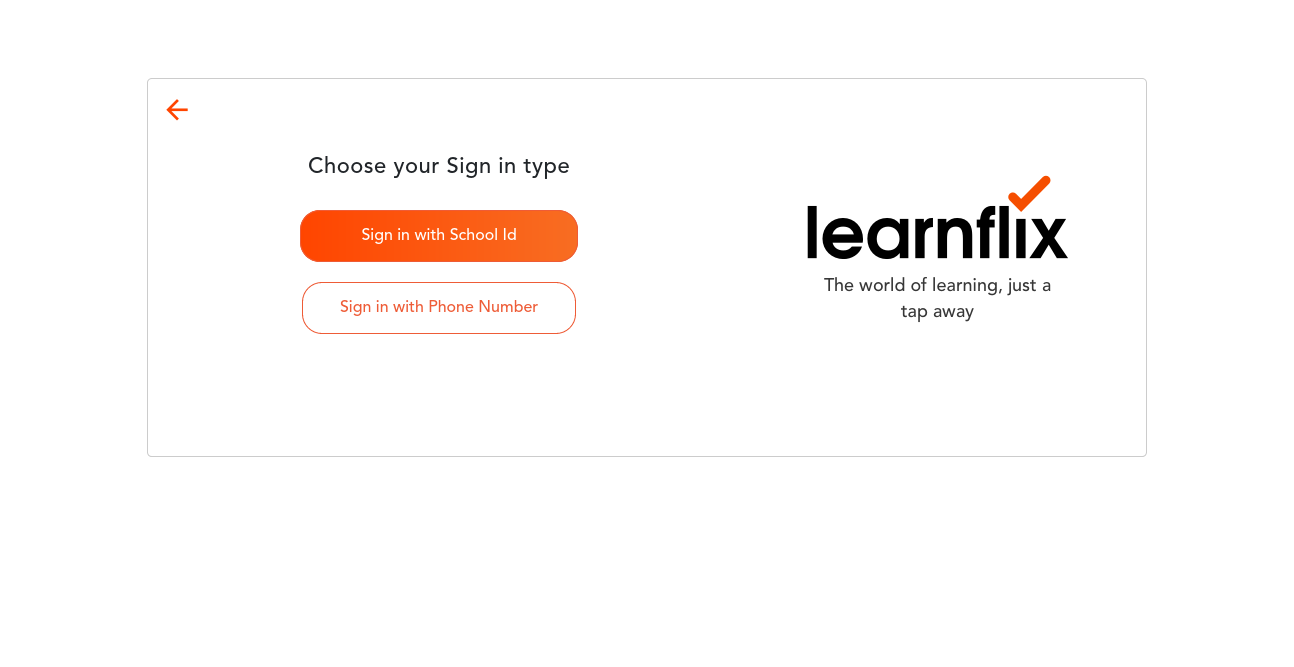 Choose your Sign in type
Sign in with School Id
Sign in with Phone Number
learnflix
The world of learning, just a
tap away